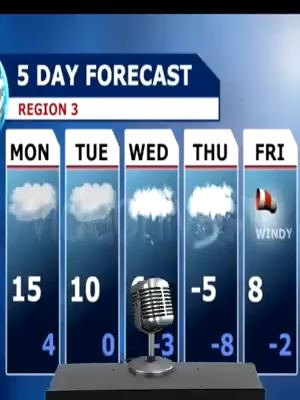 5 DAY FORECAST
REGION 3
MON TUE WED THU FRI
WINDY
15 10 -5 8
4 0 -3 -8 -2